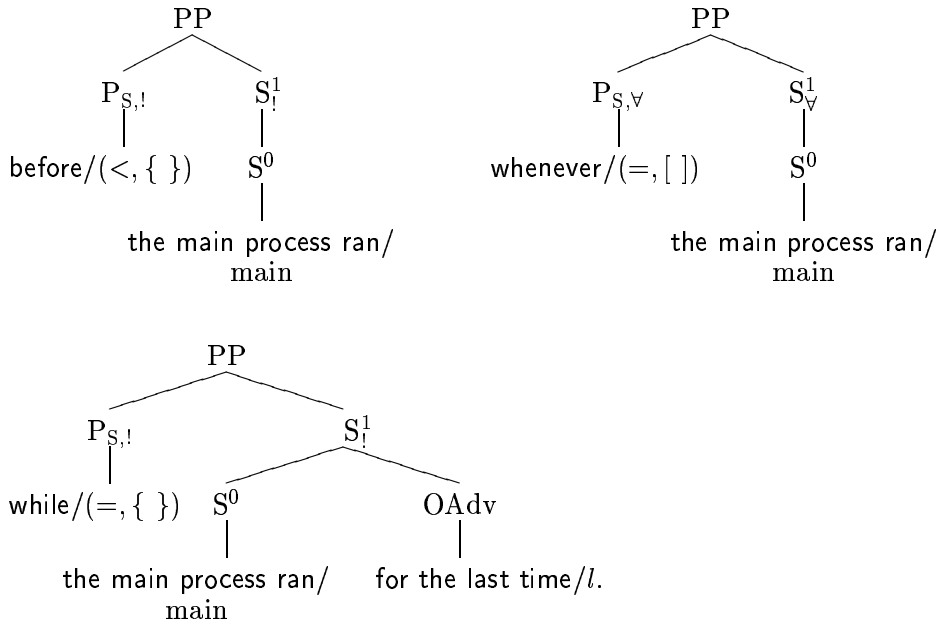 PP PP
P_{S,!} S^1_! P_{S,∀} S^1_∀
before/(<, { }) S^0 whenever/(=, [ ]) S^0
the main process ran/ the main process ran/
main main
PP
P_{S,!} S^1_!
while/(=, { }) S^0 OAdv
the main process ran/ for the last time/l.
main